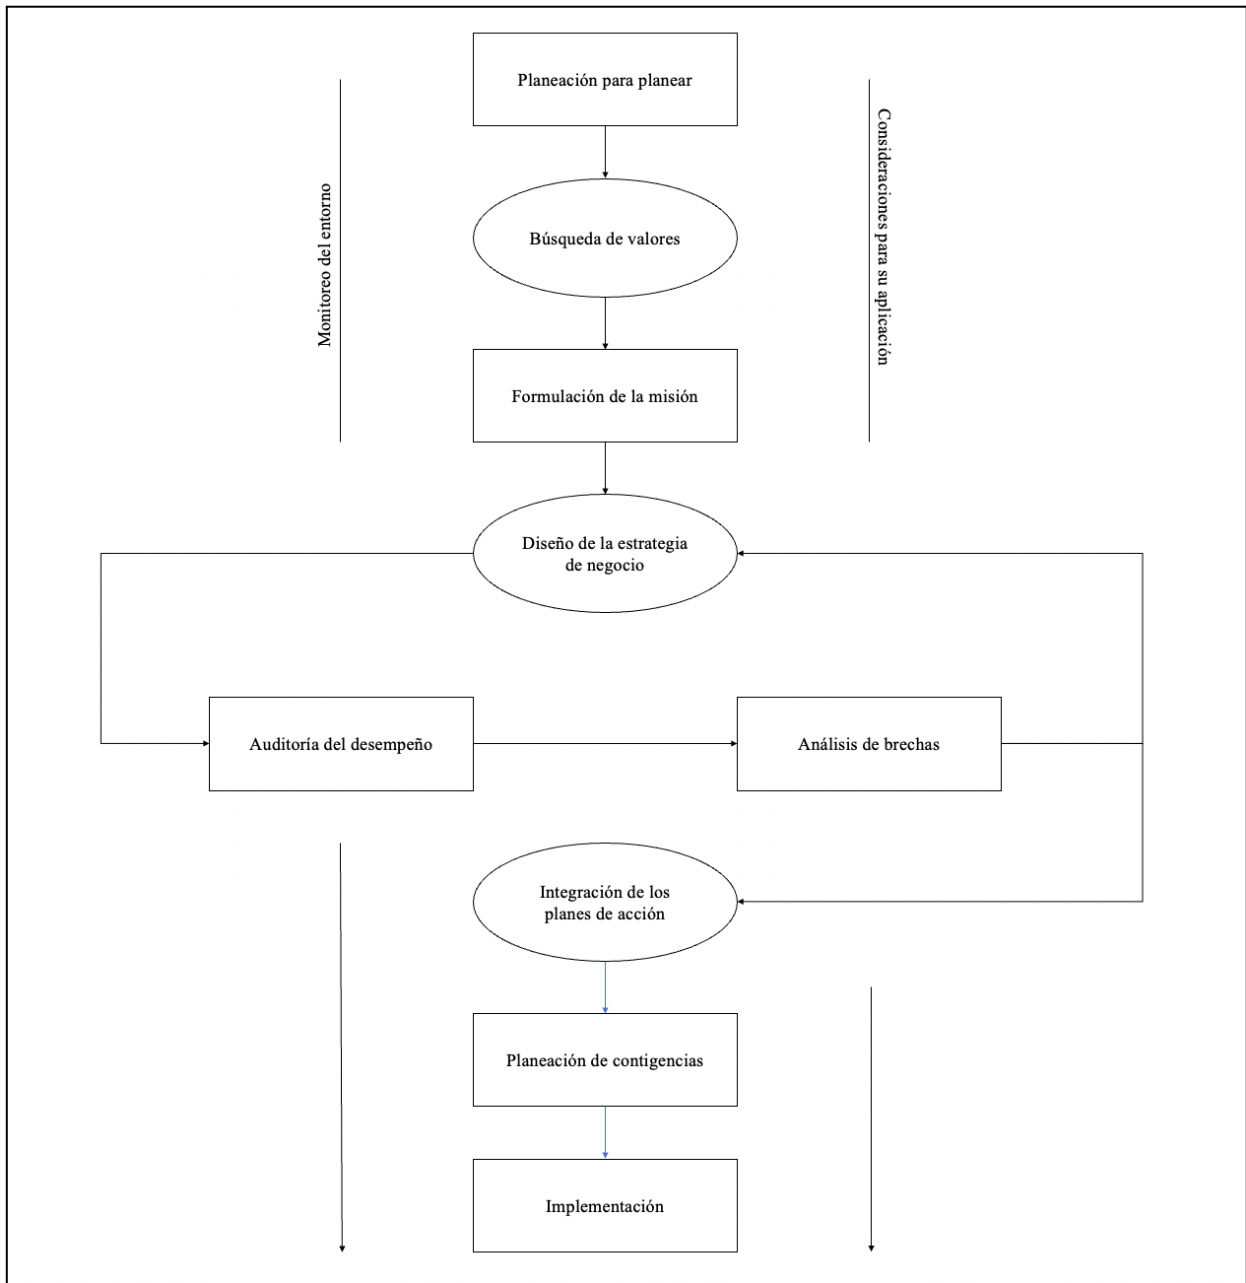 Planeación para planear
Monitoreo del entorno
Consideraciones para su aplicación
Búsqueda de valores
Formulación de la misión
Diseño de la estrategia
de negocio
Auditoría del desempeño
Análisis de brechas
Integración de los
planes de acción
Planeación de contigencias
Implementación